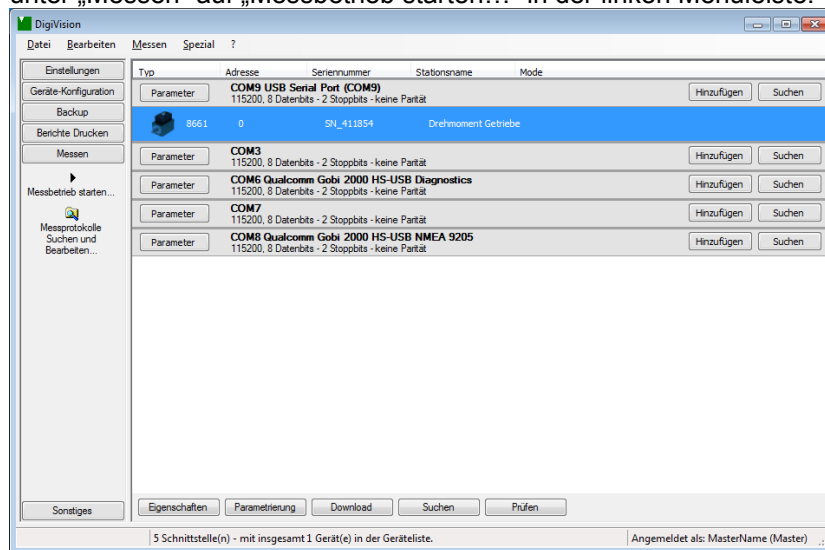 unter „Messen" auf „Messbetrieb starten…" in der linken Menüleiste.
DigiVision
Datei Bearbeiten Messen Spezial ?
Einstellungen
Geräte-Konfiguration
Backup
Berichte Drucken
Messen
Messbetrieb starten...
Messprotokolle
Suchen und
Bearbeiten...
Sonstiges
Typ Adresse Seriennummer Stationsname Mode
Parameter COM9 USB Serial Port (COM9) Hinzufügen Suchen
115200, 8 Datenbits - 2 Stoppbits - keine Parität
8661 0 SN_411854 Drehmoment Getriebe
Parameter COM3 Hinzufügen Suchen
115200, 8 Datenbits - 2 Stoppbits - keine Parität
Parameter COM6 Qualcomm Gobi 2000 HS-USB Diagnostics Hinzufügen Suchen
115200, 8 Datenbits - 2 Stoppbits - keine Parität
Parameter COM7 Hinzufügen Suchen
115200, 8 Datenbits - 2 Stoppbits - keine Parität
Parameter COM8 Qualcomm Gobi 2000 HS-USB NMEA 9205 Hinzufügen Suchen
115200, 8 Datenbits - 2 Stoppbits - keine Parität
Eigenschaften Parametrierung Download Suchen Prüfen
5 Schnittstelle(n) - mit insgesamt 1 Gerät(e) in der Geräteliste. Angemeldet als: MasterName (Master)